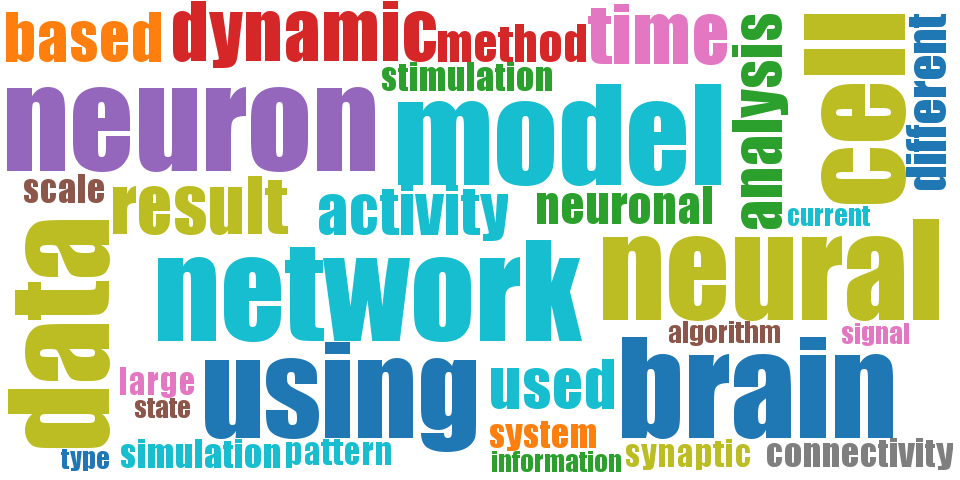 based
dynamic
method
time
cell
different
stimulation
analysis
neuron
model
scale
result
activity
neuronal
current
data
network
neural
algorithm
signal
using
brain
large
state
used
system
type
simulation
pattern
information
synaptic
connectivity